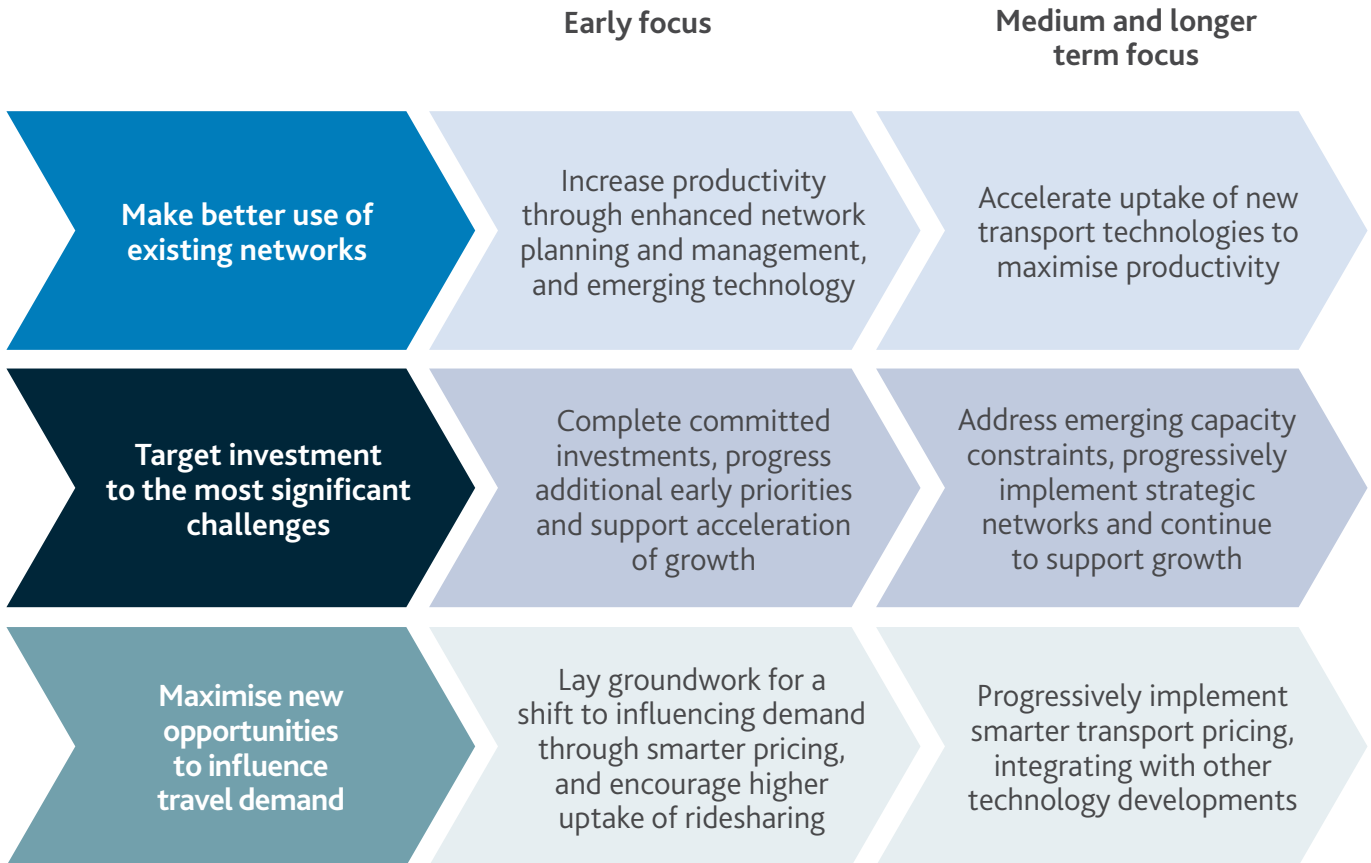 Early focus
Medium and longer
term focus
Make better use of
existing networks
Increase productivity
through enhanced network
planning and management,
and emerging technology
Accelerate uptake of new
transport technologies to
maximise productivity
Target investment
to the most significant
challenges
Complete committed
investments, progress
additional early priorities
and support acceleration
of growth
Address emerging capacity
constraints, progressively
implement strategic
networks and continue
to support growth
Maximise new
opportunities
to influence
travel demand
Lay groundwork for a
shift to influencing demand
through smarter pricing,
and encourage higher
uptake of ridesharing
Progressively implement
smarter transport pricing,
integrating with other
technology developments